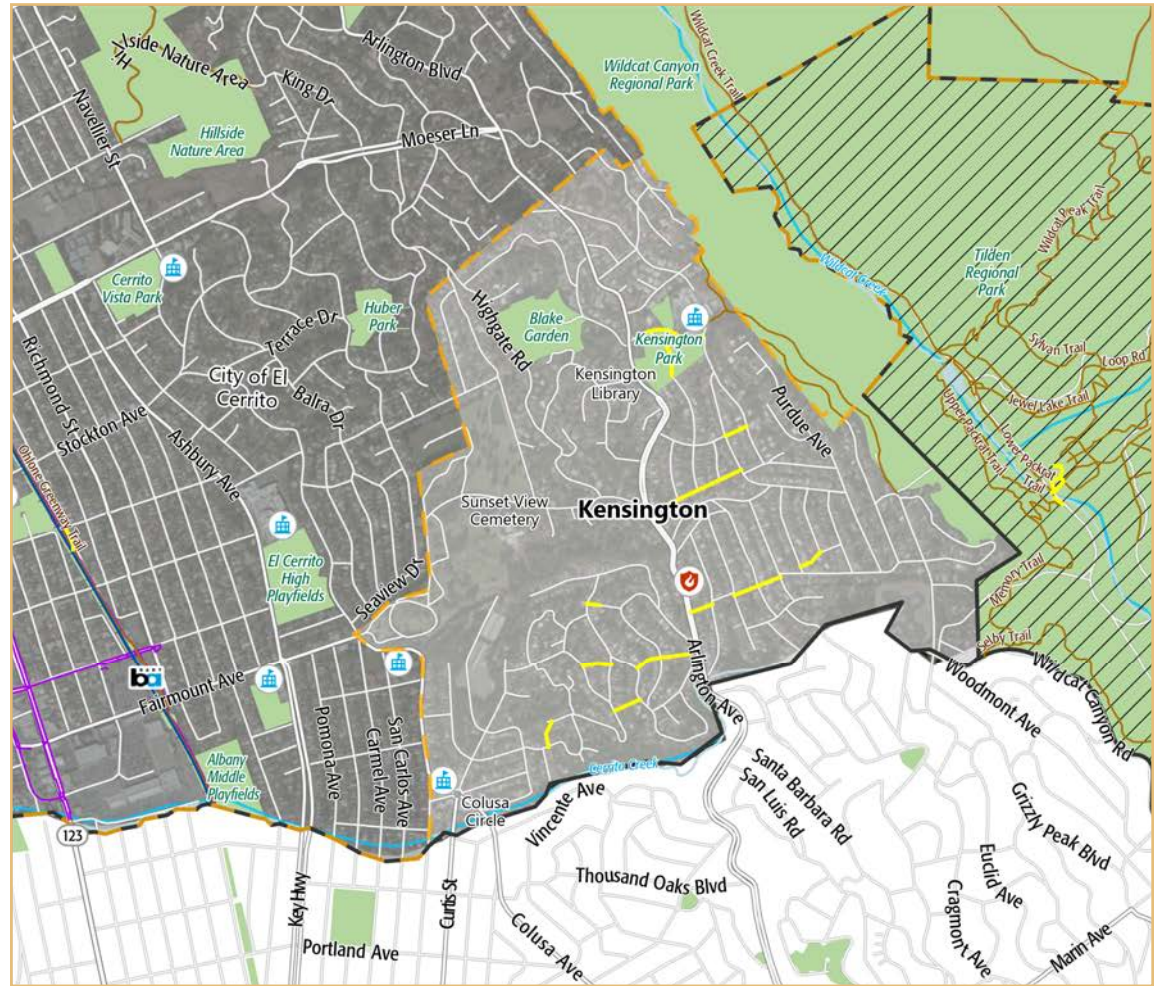 Hillside Nature Area
Arlington Blvd
King Dr
Navellier St
Hillside
Nature Area
Moeser Ln
Wildcat Canyon
Regional Park
Wildcat Creek Trail
Wildcat Peak Trail
Tilden
Regional
Park
Wildcat Creek
Cerrito
Vista Park
Huber
Park
Terrace Dr
Highgate Rd
Blake
Garden
Kensington
Park
Kensington
Library
Richmond St
City of El
Cerrito
Balra Dr
Stockton Ave
Ashbury Ave
Purdue Ave
Sylvan Trail
Loop Rd
Jewel Lake Trail
Upper Packrat Trail
Lower Packrat
Trail
Ohlone Greenway Trail
Sunset View
Cemetery
Kensington
El Cerrito
High
Playfields
Seaview Dr
Memory Trail
Selby Trail
Wildcat Canyon Rd
Woodmont Ave
Arlington Ave
ba
Fairmount Ave
Pomona Ave
Carmel Ave
San Carlos Ave
Albany
Middle
Playfields
Cerrito Creek
Colusa
Circle
Vincente Ave
Santa Barbara Rd
San Luis Rd
Grizzly Peak Blvd
Euclid Ave
Cragmont Ave
Marin Ave
Thousand Oaks Blvd
123
Key Hwy
Curtis St
Colusa Ave
Portland Ave